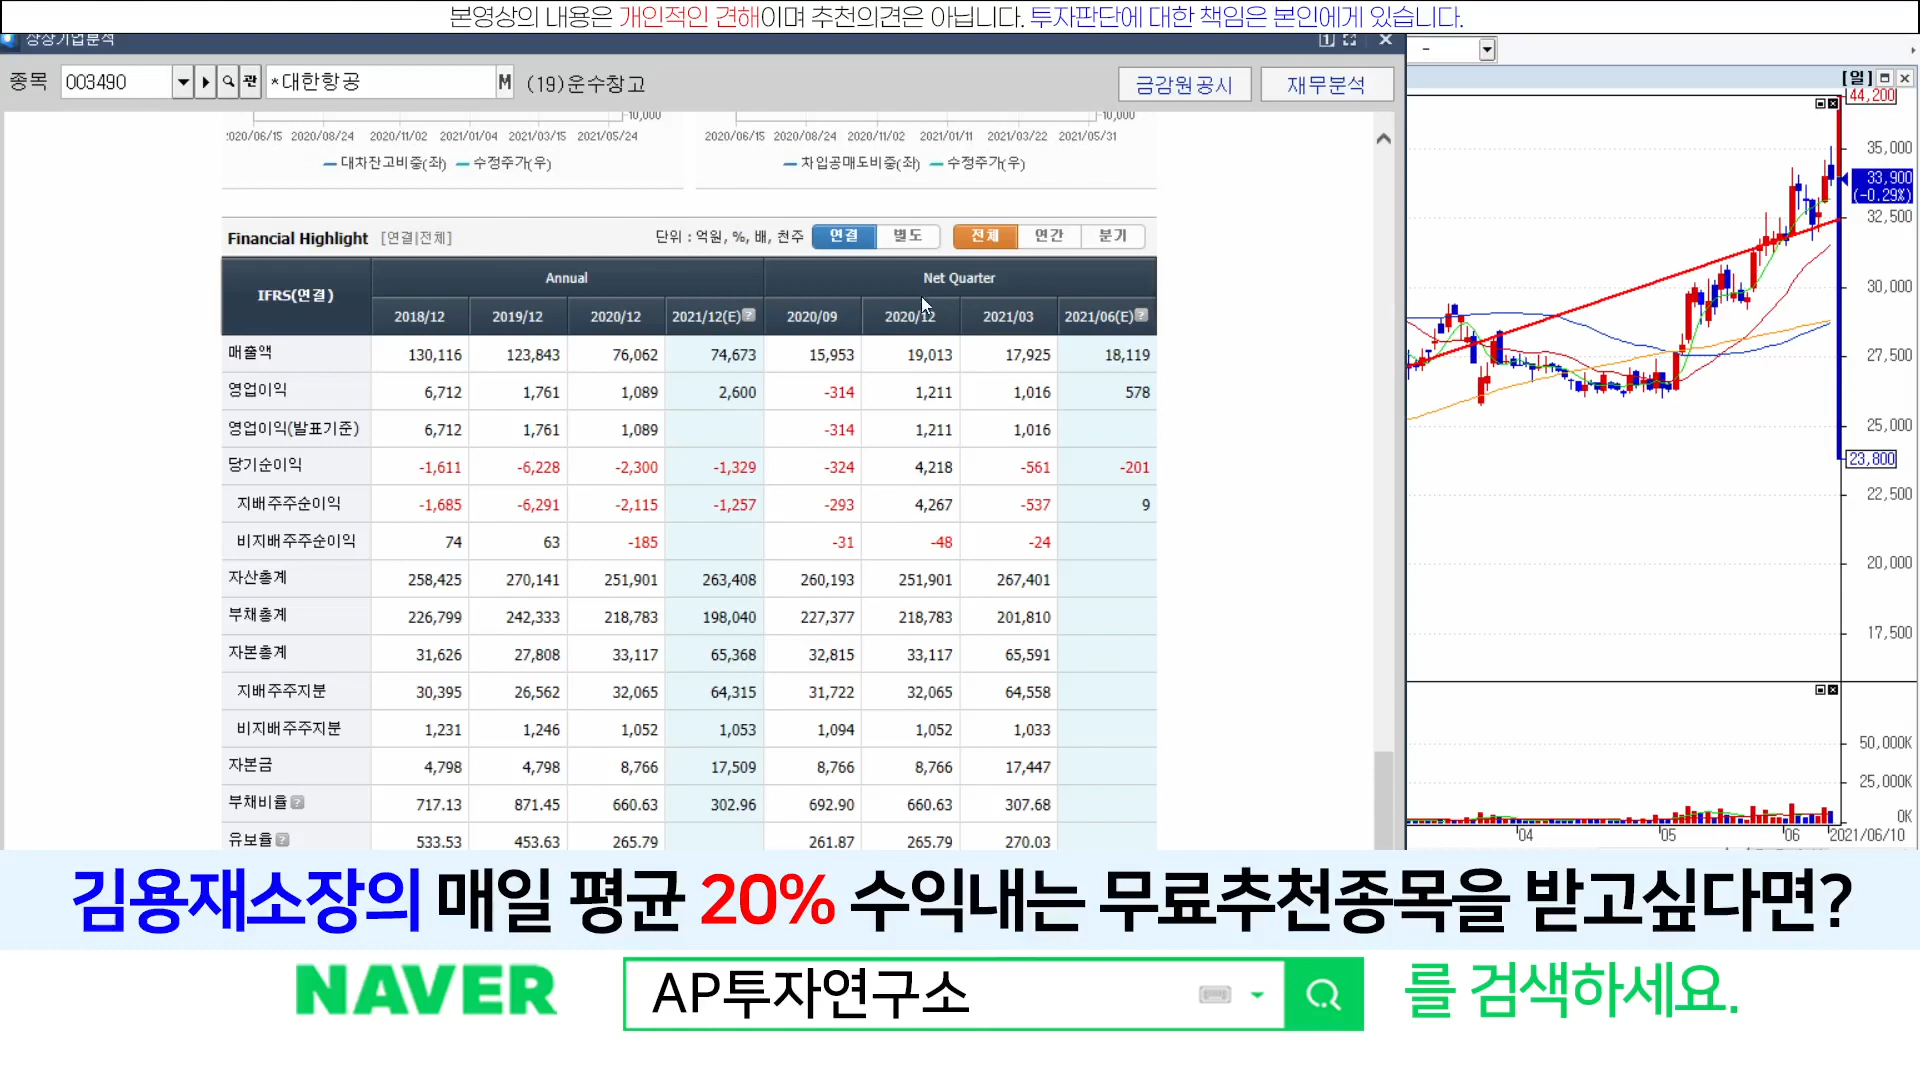 본영상의 내용은 개인적인 견해이며 추천의견은 아닙니다. 투자판단에 대한 책임은 본인에게 있습니다.
상장기업분석
종목 003490 관 *대한항공 M (19)운수창고 금감원공시 재무분석
10,000 10,000
2020/06/15 2020/08/24 2020/11/02 2021/01/04 2021/03/15 2021/05/24 2020/06/15 2020/08/24 2020/11/02 2021/01/11 2021/03/22 2021/05/31
대차잔고비중(좌) 수정주가(우) 차입공매도비중(좌) 수정주가(우)
Financial Highlight [연결|전체] 단위 : 억원, %, 배, 천주 연결 별도 전체 연간 분기
IFRS(연결) Annual Net Quarter
2018/12 2019/12 2020/12 2021/12(E) 2020/09 2020/12 2021/03 2021/06(E)
매출액 130,116 123,843 76,062 74,673 15,953 19,013 17,925 18,119
영업이익 6,712 1,761 1,089 2,600 -314 1,211 1,016 578
영업이익(발표기준) 6,712 1,761 1,089 -314 1,211 1,016
당기순이익 -1,611 -6,228 -2,300 -1,329 -324 4,218 -561 -201
지배주주순이익 -1,685 -6,291 -2,115 -1,257 -293 4,267 -537 9
비지배주주순이익 74 63 -185 -31 -48 -24
자산총계 258,425 270,141 251,901 263,408 260,193 251,901 267,401
부채총계 226,799 242,333 218,783 198,040 227,377 218,783 201,810
자본총계 31,626 27,808 33,117 65,368 32,815 33,117 65,591
지배주주지분 30,395 26,562 32,065 64,315 31,722 32,065 64,558
비지배주주지분 1,231 1,246 1,052 1,053 1,094 1,052 1,033
자본금 4,798 4,798 8,766 17,509 8,766 8,766 17,447
부채비율 717.13 871.45 660.63 302.96 692.90 660.63 307.68
유보율 533.53 453.63 265.79 261.87 265.79 270.03
[일]
44,200
35,000
33,900
(-0.29%)
32,500
30,000
27,500
25,000
23,800
22,500
20,000
17,500
50,000K
25,000K
0K
04 05 06 2021/06/10
김용재소장의 매일 평균 20% 수익내는 무료추천종목을 받고싶다면?
NAVER AP투자연구소 를 검색하세요.